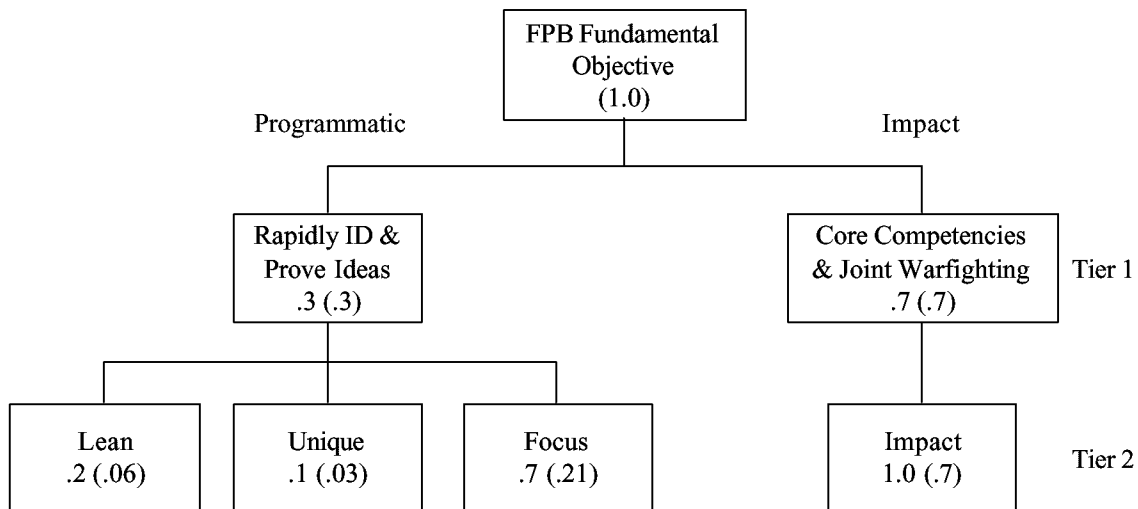 FPB Fundamental
Objective
(1.0)
Programmatic
Impact
Rapidly ID &
Prove Ideas
.3 (.3)
Core Competencies
& Joint Warfighting
.7 (.7)
Tier 1
Lean
.2 (.06)
Unique
.1 (.03)
Focus
.7 (.21)
Impact
1.0 (.7)
Tier 2